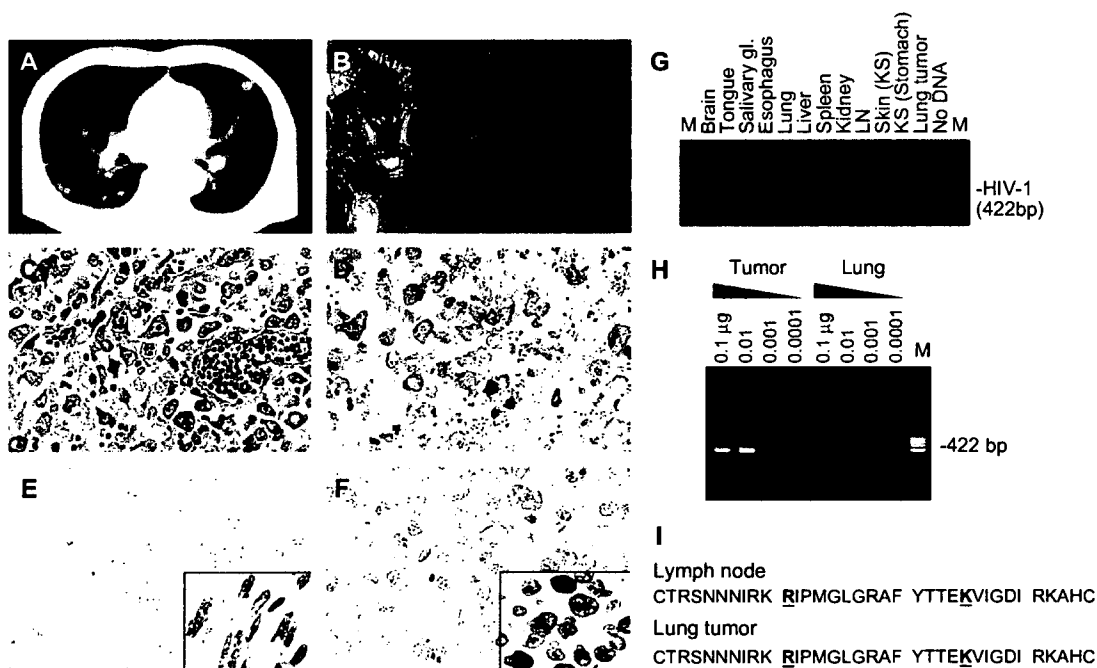 A
B
C
D
E
F
G
M
Brain
Tongue
Salivary gl.
Esophagus
Lung
Liver
Spleen
Kidney
LN
Skin (KS)
KS (Stomach)
Lung tumor
No DNA
M
-HIV-1
(422bp)
H
Tumor Lung
0.1 µg
0.01
0.001
0.0001
0.1 µg
0.01
0.001
0.0001
M
-422 bp
I
Lymph node
CTRSNNNIRK RIPMGLGRAF YTTEKVIGDI RKAHC
Lung tumor
CTRSNNNIRK RIPMGLGRAF YTTEKVIGDI RKAHC